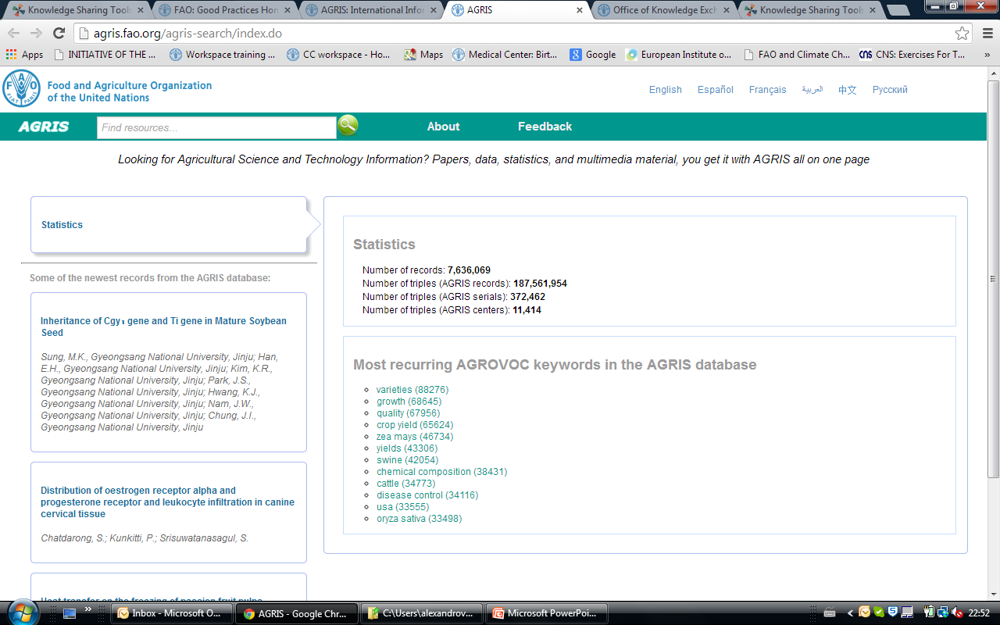 Knowledge Sharing Tools
FAO: Good Practices Hom
AGRIS: International Infor
AGRIS
Office of Knowledge Exch
Knowledge Sharing Tools
agris.fao.org/agris-search/index.do
Apps
INITIATIVE OF THE ...
Workspace training ...
CC workspace - Ho...
Maps
Medical Center: Birt...
Google
European Institute o...
FAO and Climate Ch...
CNS: Exercises For T...
»
Food and Agriculture Organization
of the United Nations
English Español Français العربية 中文 Русский
AGRIS
Find resources...
About
Feedback
Looking for Agricultural Science and Technology Information? Papers, data, statistics, and multimedia material, you get it with AGRIS all on one page
Statistics
Some of the newest records from the AGRIS database:
Inheritance of Cgy1 gene and Ti gene in Mature Soybean
Seed
Sung, M.K., Gyeongsang National University, Jinju; Han,
E.H., Gyeongsang National University, Jinju; Kim, K.R.,
Gyeongsang National University, Jinju; Park, J.S.,
Gyeongsang National University, Jinju; Hwang, K.J.,
Gyeongsang National University, Jinju; Nam, J.W.,
Gyeongsang National University, Jinju; Chung, J.I.,
Gyeongsang National University, Jinju
Distribution of oestrogen receptor alpha and
progesterone receptor and leukocyte infiltration in canine
cervical tissue
Chatdarong, S.; Kunkitti, P.; Srisuwatanasagul, S.
Heat transfer on the freezing of passion fruit pulps
Statistics
Number of records: 7,636,069
Number of triples (AGRIS records): 187,561,954
Number of triples (AGRIS serials): 372,462
Number of triples (AGRIS centers): 11,414
Most recurring AGROVOC keywords in the AGRIS database
varieties (88276)
growth (68645)
quality (67956)
crop yield (65624)
zea mays (46734)
yields (43306)
swine (42054)
chemical composition (38431)
cattle (34773)
disease control (34116)
usa (33555)
oryza sativa (33498)
»
Inbox - Microsoft O...
AGRIS - Google Chr...
C:\Users\alexandrov...
Microsoft PowerPoi...
22:52